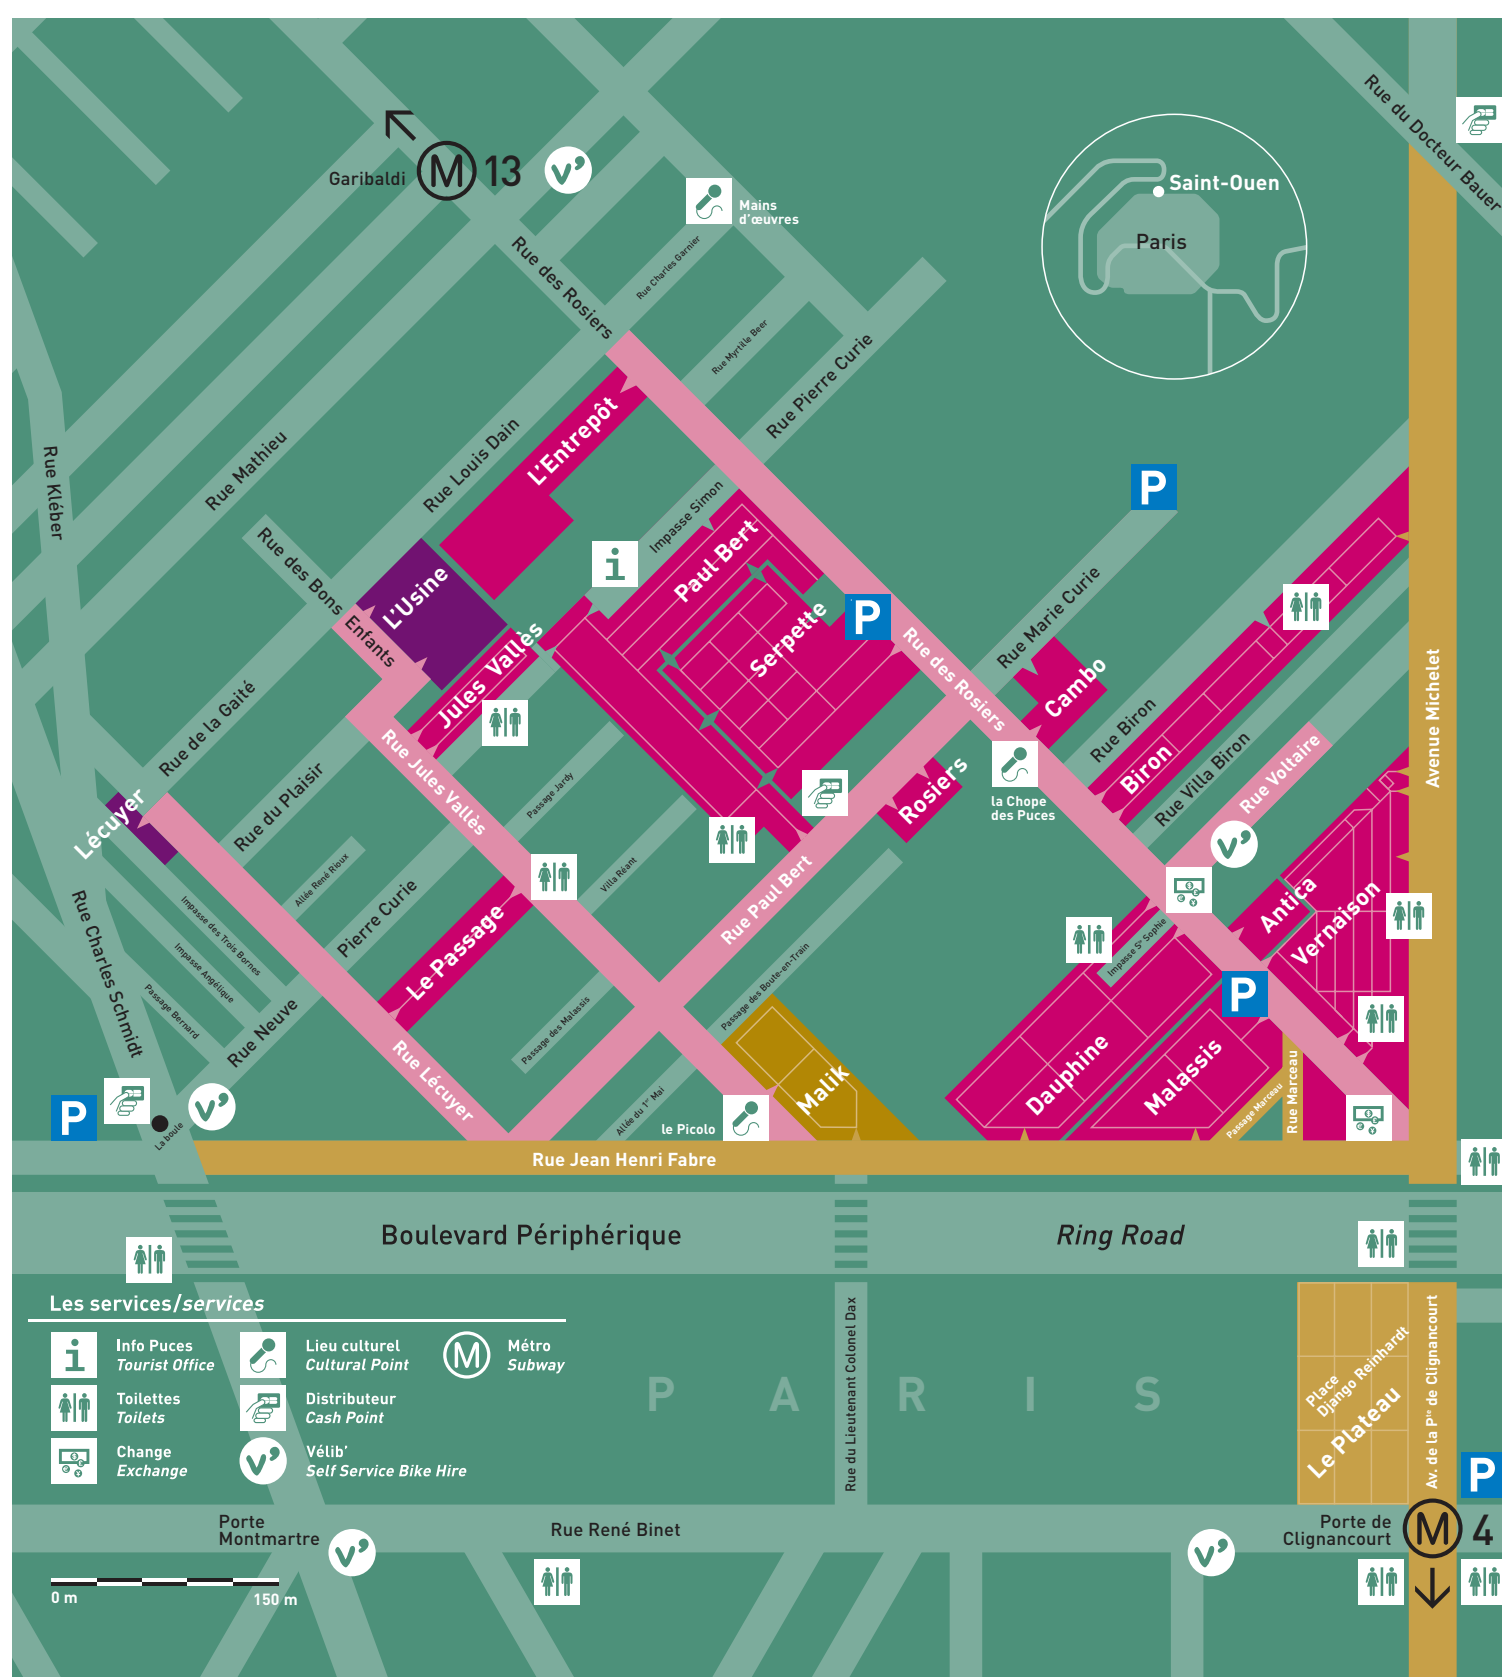 Rue du Docteur Bauer
Garibaldi
M
13
v'
Mains
d'œuvres
Saint-Ouen
Paris
Rue des Rosiers
Rue Charles Garnier
Rue Myrtille Beer
Rue Pierre Curie
Rue Kléber
Rue Mathieu
Rue Louis Dain
L'Entrepôt
Impasse Simon
P
i
Paul Bert
Serpette
P
Rue des Bons
Enfants
L'Usine
Jules Vallès
Rue des Rosiers
Rue Marie Curie
Cambo
Rue Biron
Biron
Rue Villa Biron
Rue Voltaire
Avenue Michelet
Rue de la Gaité
Rue du Plaisir
Rue Jules Vallès
Passage Jardy
Lécuyer
Rosiers
la Chope
des Puces
v'
Villa Réant
Rue Paul Bert
Allée René Rioux
Pierre Curie
Rue Neuve
Le Passage
Impasse des Trois Bornes
Impasse Angélique
Passage Bernard
Rue Charles Schmidt
Impasse Sᵗᵉ Sophie
Antica
Vernaison
P
Passage des Boute-en-Train
Passage des Malassis
Rue Lécuyer
Allée du 1ᵉʳ Mai
Malik
Dauphine
Malassis
Passage Marceau
Rue Marceau
P
v'
La boule
le Picolo
Rue Jean Henri Fabre
Boulevard Périphérique
Ring Road
Les services/services
i
Info Puces
Tourist Office
Lieu culturel
Cultural Point
M
Métro
Subway
Toilettes
Toilets
Distributeur
Cash Point
Change
Exchange
v'
Vélib'
Self Service Bike Hire
PARIS
Rue du Lieutenant Colonel Dax
Place
Django Reinhardt
Le Plateau
Av. de la Pᵗᵉ de Clignancourt
P
Porte
Montmartre
v'
Rue René Binet
v'
Porte de
Clignancourt
M
4
0 m
150 m